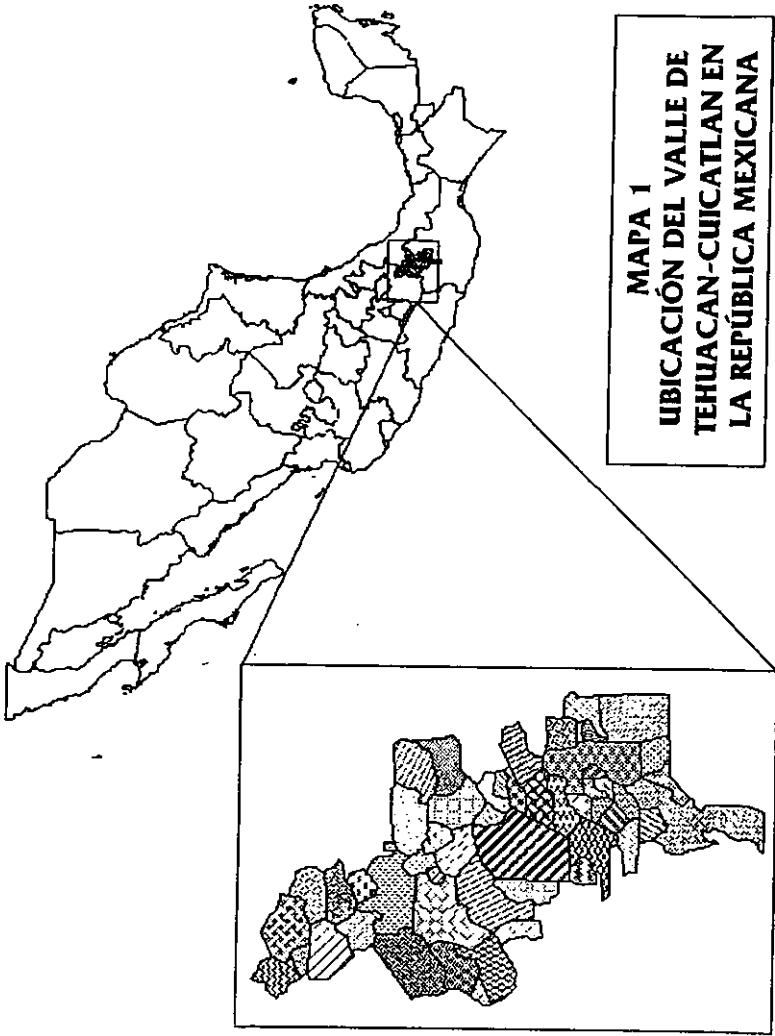 MAPA 1
UBICACIÓN DEL VALLE DE
TEHUACAN-CUICATLAN EN
LA REPÚBLICA MEXICANA